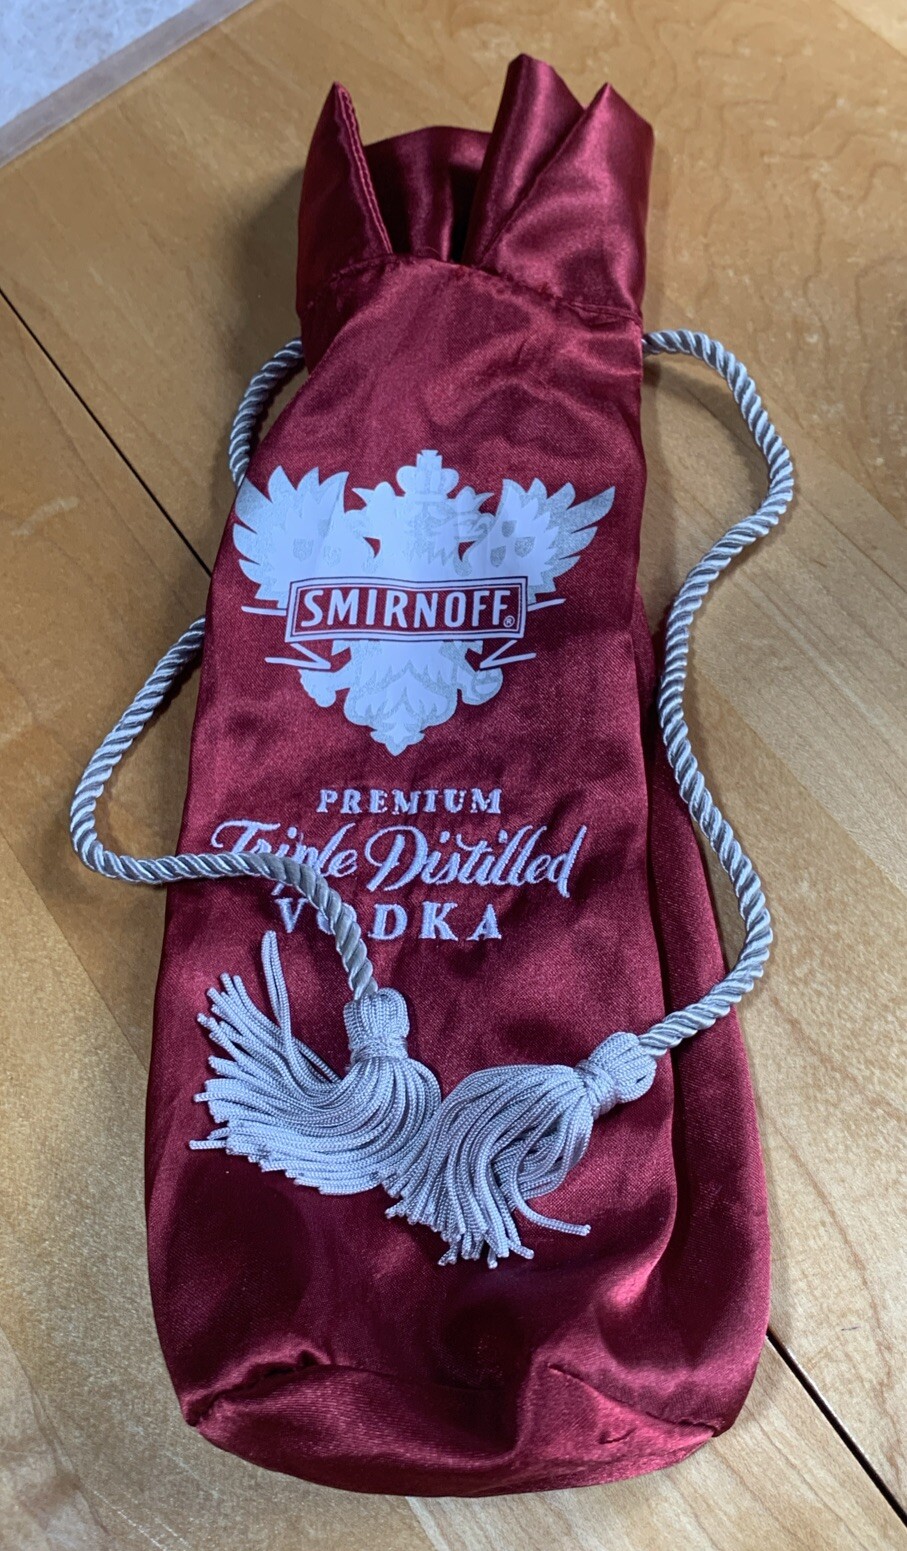 SMIRNOFF®
PREMIUM
Triple Distilled
VODKA